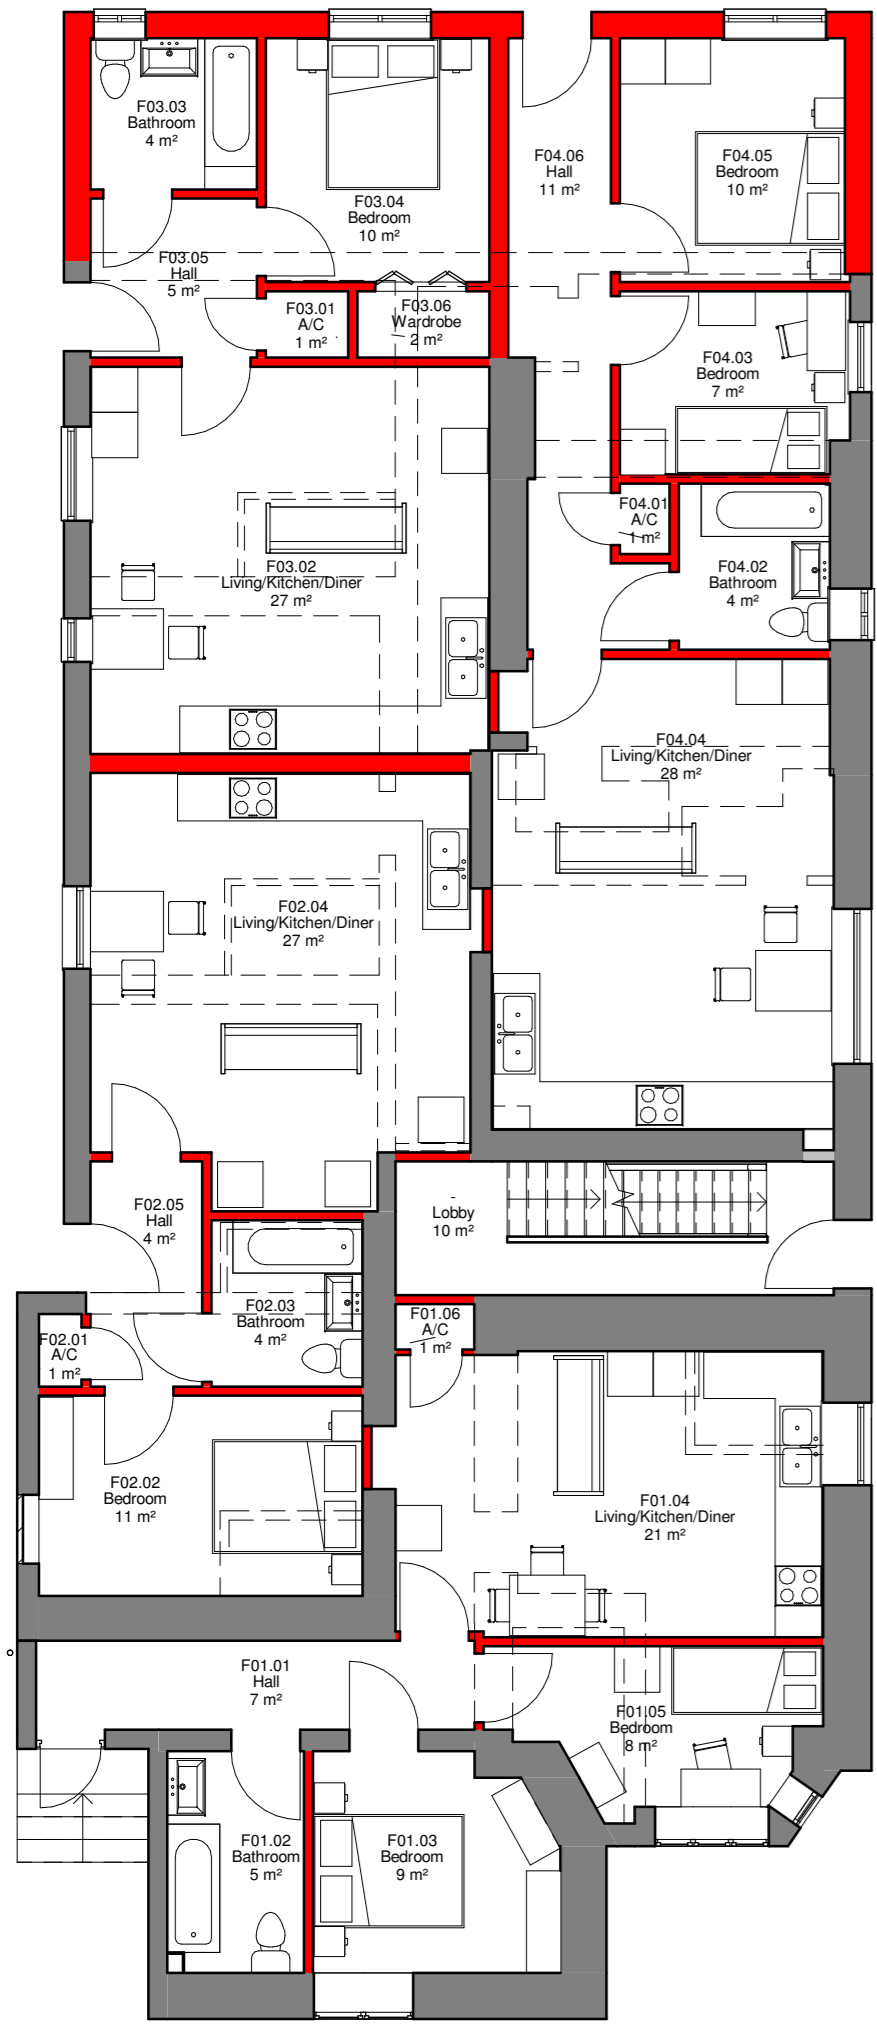 F03.03
Bathroom
4 m²
F03.04
Bedroom
10 m²
F04.06
Hall
11 m²
F04.05
Bedroom
10 m²
F03.05
Hall
5 m²
F03.01
A/C
1 m²
F03.06
Wardrobe
2 m²
F04.03
Bedroom
7 m²
F04.01
A/C
1 m²
F04.02
Bathroom
4 m²
F03.02
Living/Kitchen/Diner
27 m²
F04.04
Living/Kitchen/Diner
28 m²
F02.04
Living/Kitchen/Diner
27 m²
F02.05
Hall
4 m²
-
Lobby
10 m²
F02.03
Bathroom
4 m²
F01.06
A/C
1 m²
F02.01
A/C
1 m²
F02.02
Bedroom
11 m²
F01.04
Living/Kitchen/Diner
21 m²
F01.01
Hall
7 m²
F01.05
Bedroom
8 m²
F01.02
Bathroom
5 m²
F01.03
Bedroom
9 m²